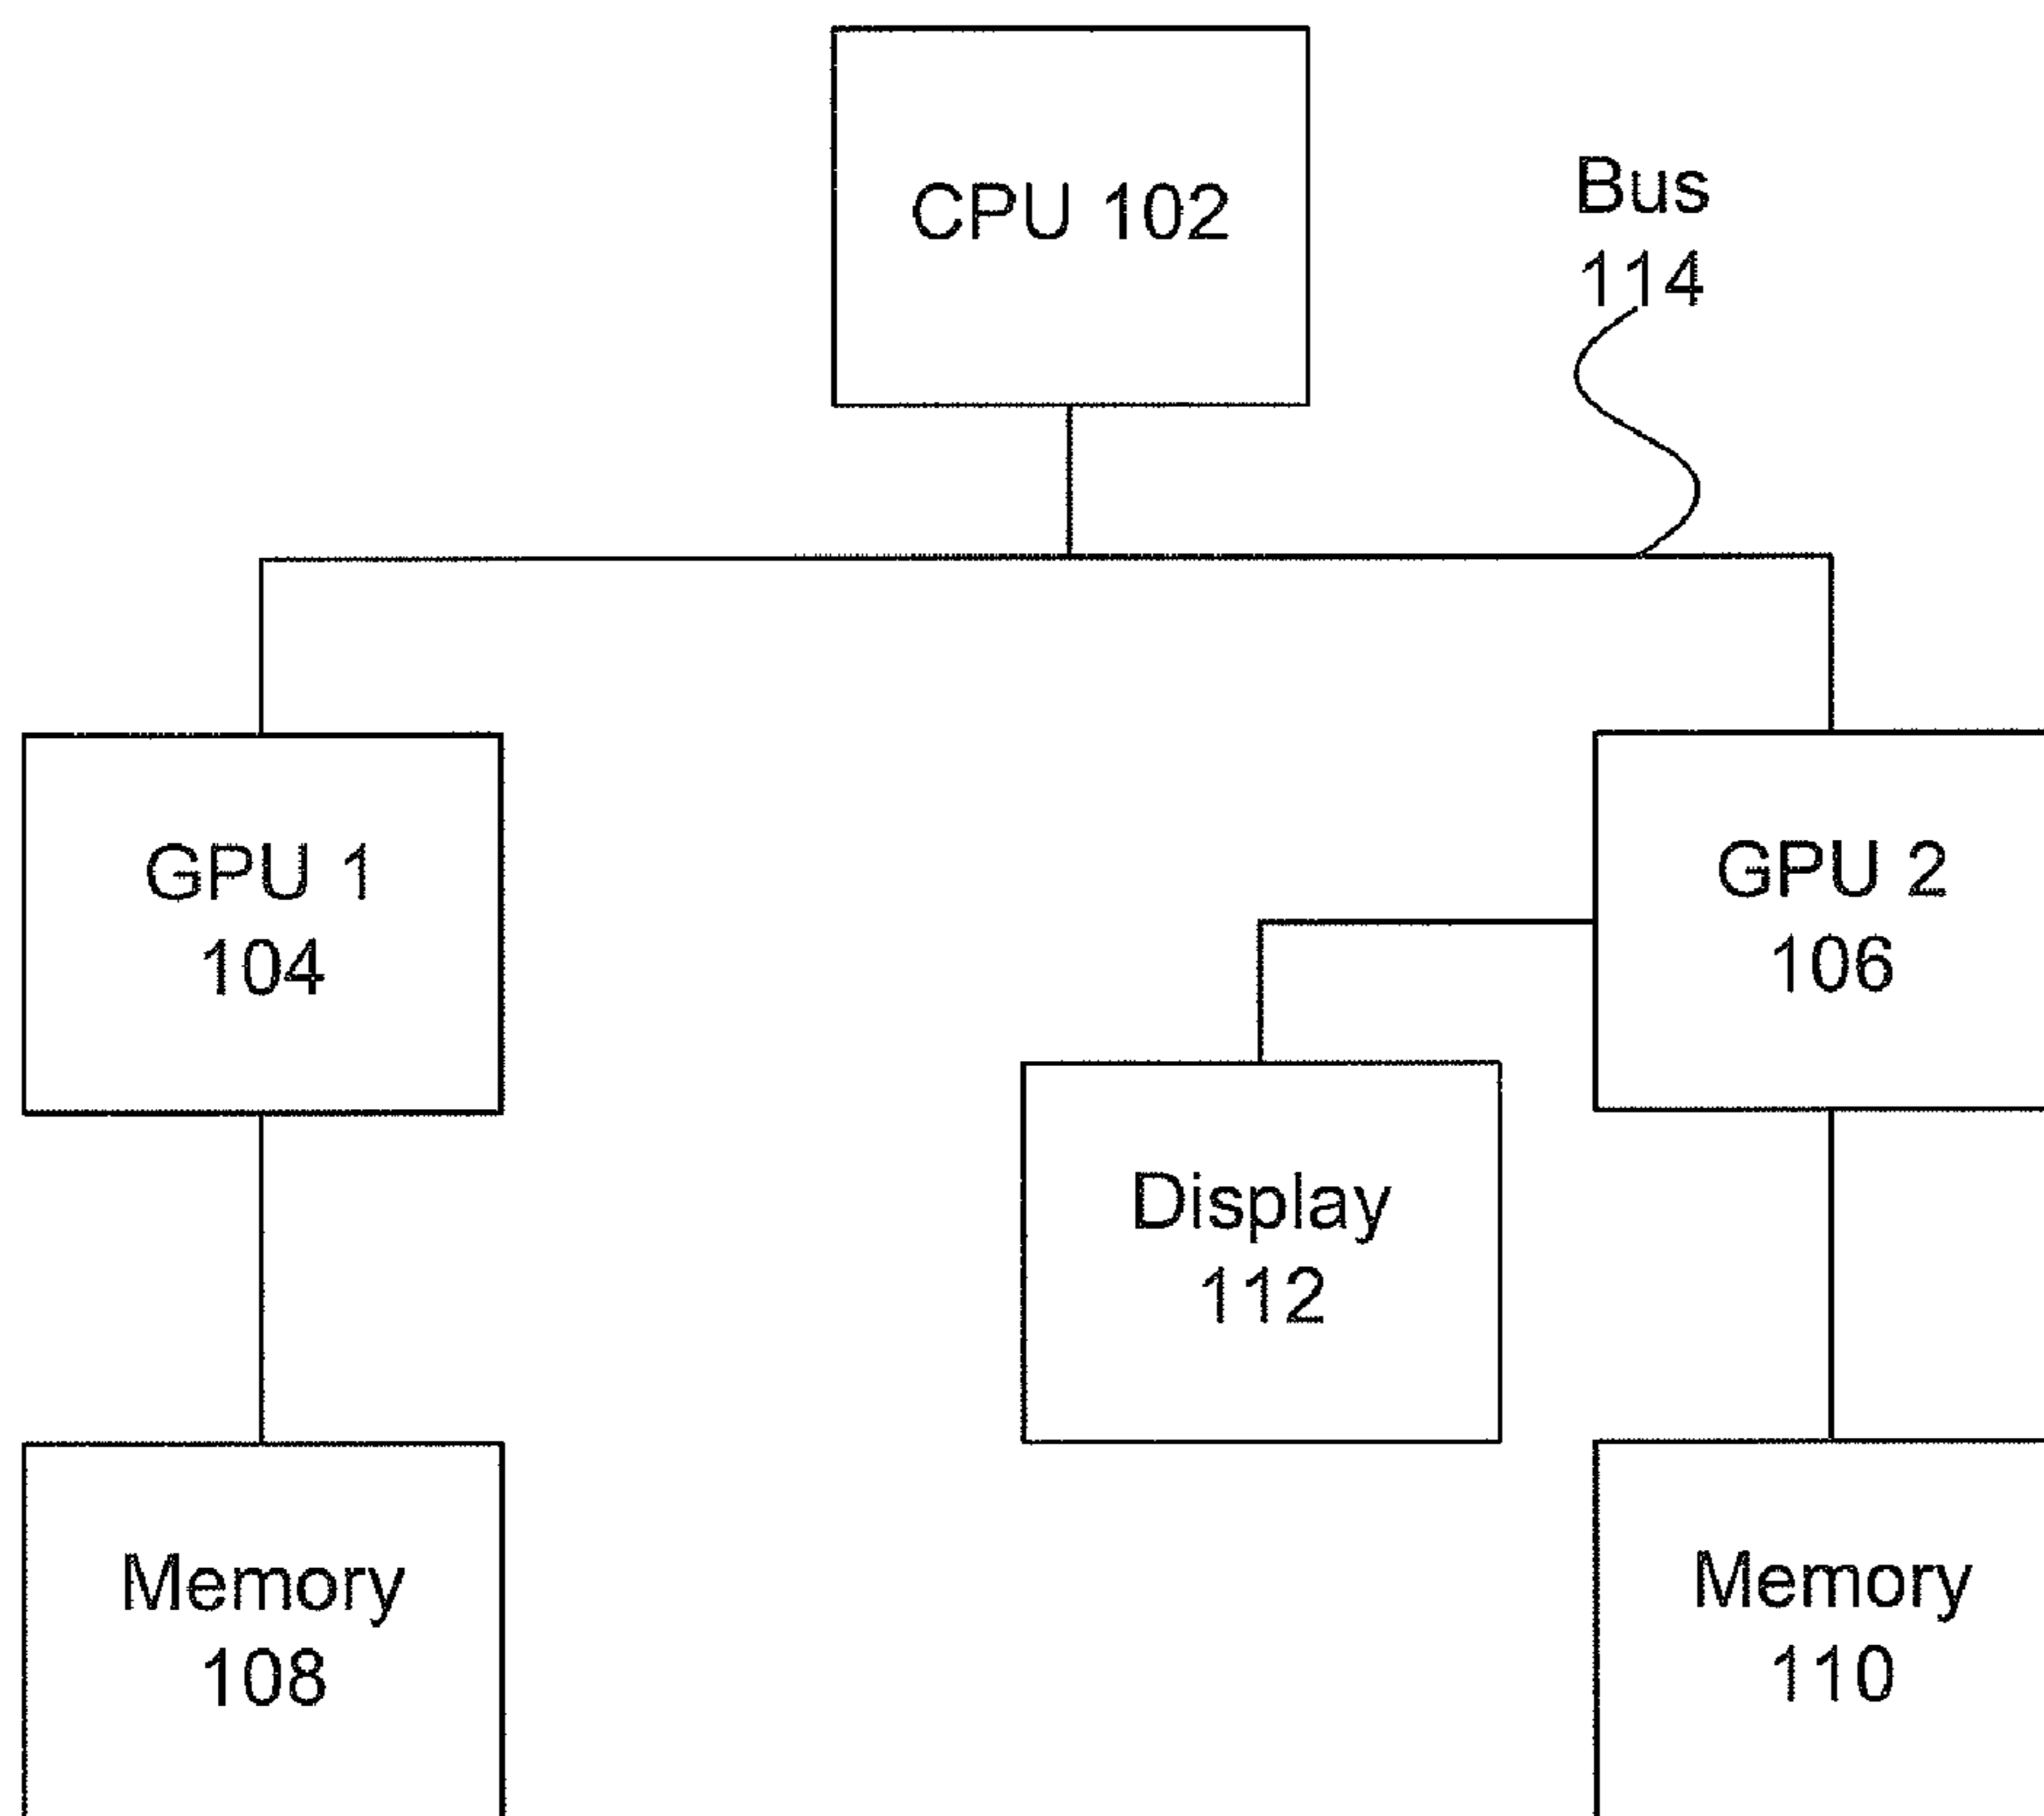 CPU 102
Bus
114
GPU 1
104
GPU 2
106
Display
112
Memory
108
Memory
110